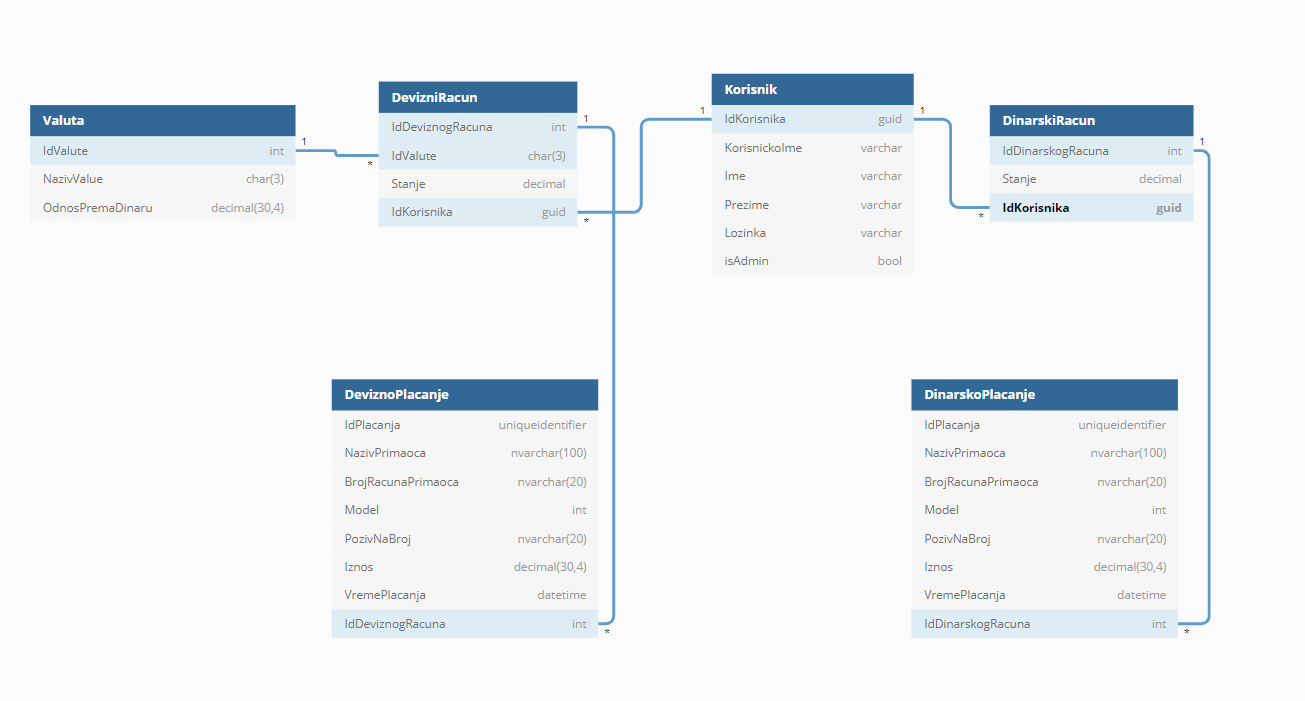 Valuta
IdValute int
NazivValue char(3)
OdnosPremaDinaru decimal(30,4)
1
*
DevizniRacun
IdDeviznogRacuna int
IdValute char(3)
Stanje decimal
IdKorisnika guid
1
*
Korisnik
IdKorisnika guid
KorisnickoIme varchar
Ime varchar
Prezime varchar
Lozinka varchar
isAdmin bool
1
1
*
DinarskiRacun
IdDinarskogRacuna int
Stanje decimal
IdKorisnika guid
1
DeviznoPlacanje
IdPlacanja uniqueidentifier
NazivPrimaoca nvarchar(100)
BrojRacunaPrimaoca nvarchar(20)
Model int
PozivNaBroj nvarchar(20)
Iznos decimal(30,4)
VremePlacanja datetime
IdDeviznogRacuna int
*
DinarskoPlacanje
IdPlacanja uniqueidentifier
NazivPrimaoca nvarchar(100)
BrojRacunaPrimaoca nvarchar(20)
Model int
PozivNaBroj nvarchar(20)
Iznos decimal(30,4)
VremePlacanja datetime
IdDinarskogRacuna int
*